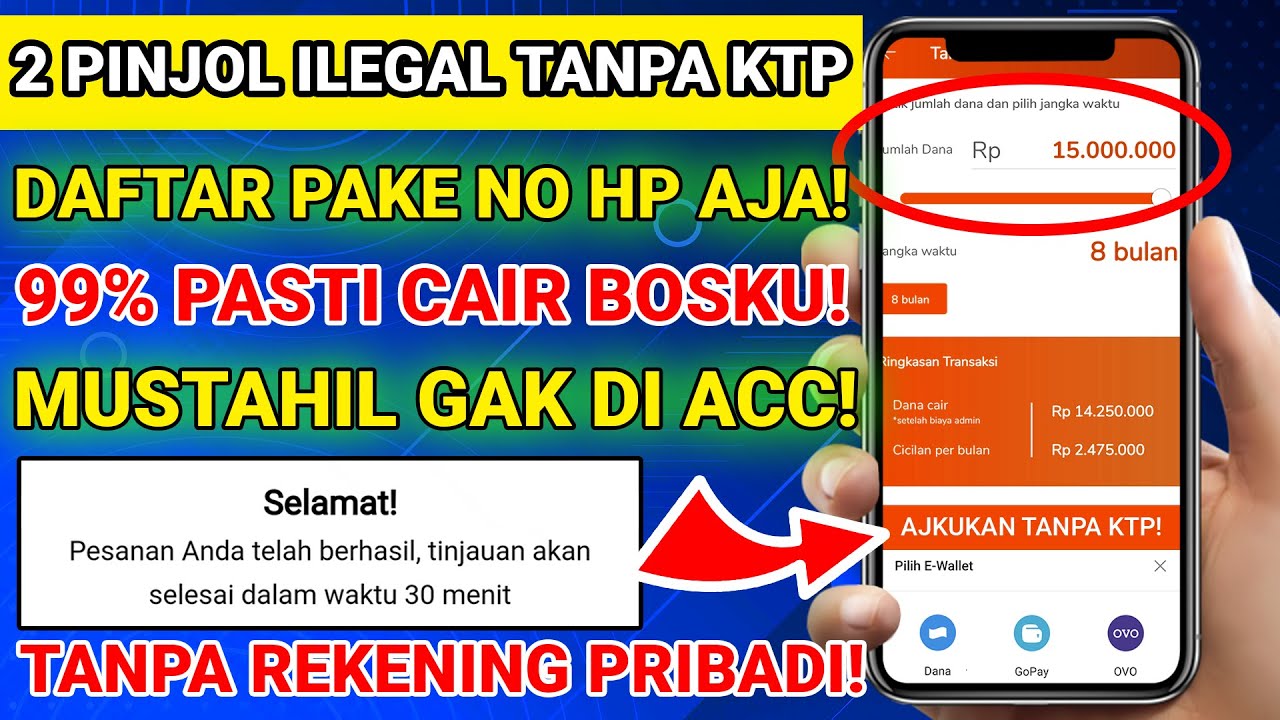 2 PINJOL ILEGAL TANPA KTP
DAFTAR PAKE NO HP AJA!
99% PASTI CAIR BOSKU!
MUSTAHIL GAK DI ACC!
Selamat!
Pesanan Anda telah berhasil, tinjauan akan
selesai dalam waktu 30 menit
TANPA REKENING PRIBADI!
jumlah dana dan pilih jangka waktu
umlah Dana Rp 15.000.000
angka waktu 8 bulan
8 bulan
Ringkasan Transaksi
Dana cair Rp 14.250.000
*setelah biaya admin
Cicilan per bulan Rp 2.475.000
AJKUKAN TANPA KTP!
Pilih E-Wallet
OVO
Dana GoPay OVO